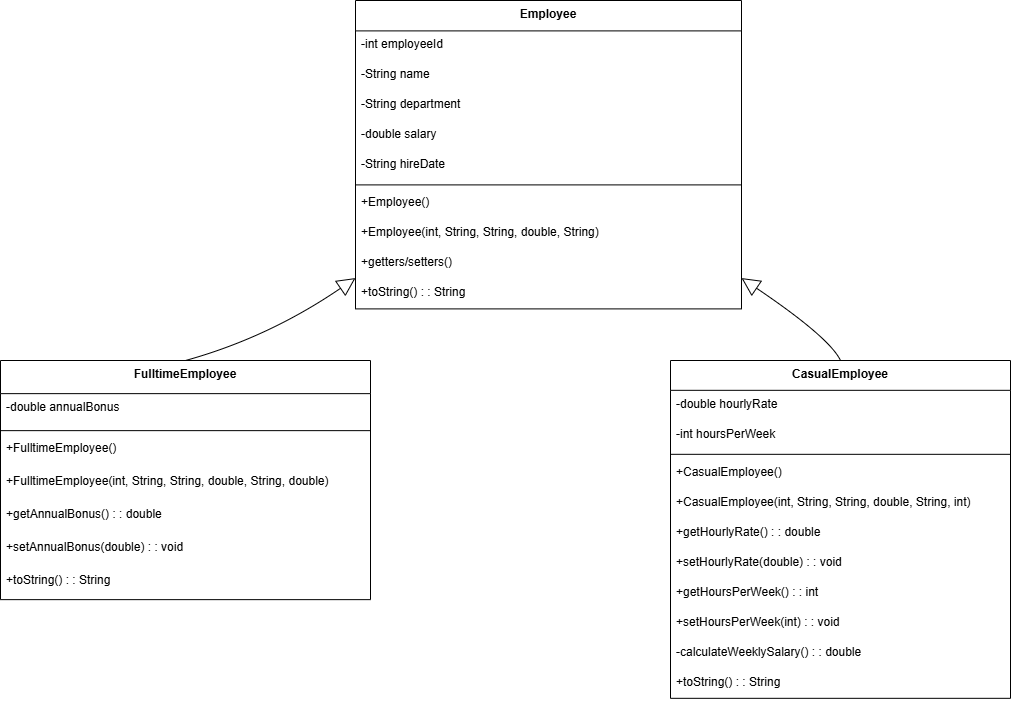 Employee
-int employeeId
-String name
-String department
-double salary
-String hireDate
+Employee()
+Employee(int, String, String, double, String)
+getters/setters()
+toString() : : String
FulltimeEmployee
-double annualBonus
+FulltimeEmployee()
+FulltimeEmployee(int, String, String, double, String, double)
+getAnnualBonus() : : double
+setAnnualBonus(double) : : void
+toString() : : String
CasualEmployee
-double hourlyRate
-int hoursPerWeek
+CasualEmployee()
+CasualEmployee(int, String, String, double, String, int)
+getHourlyRate() : : double
+setHourlyRate(double) : : void
+getHoursPerWeek() : : int
+setHoursPerWeek(int) : : void
-calculateWeeklySalary() : : double
+toString() : : String